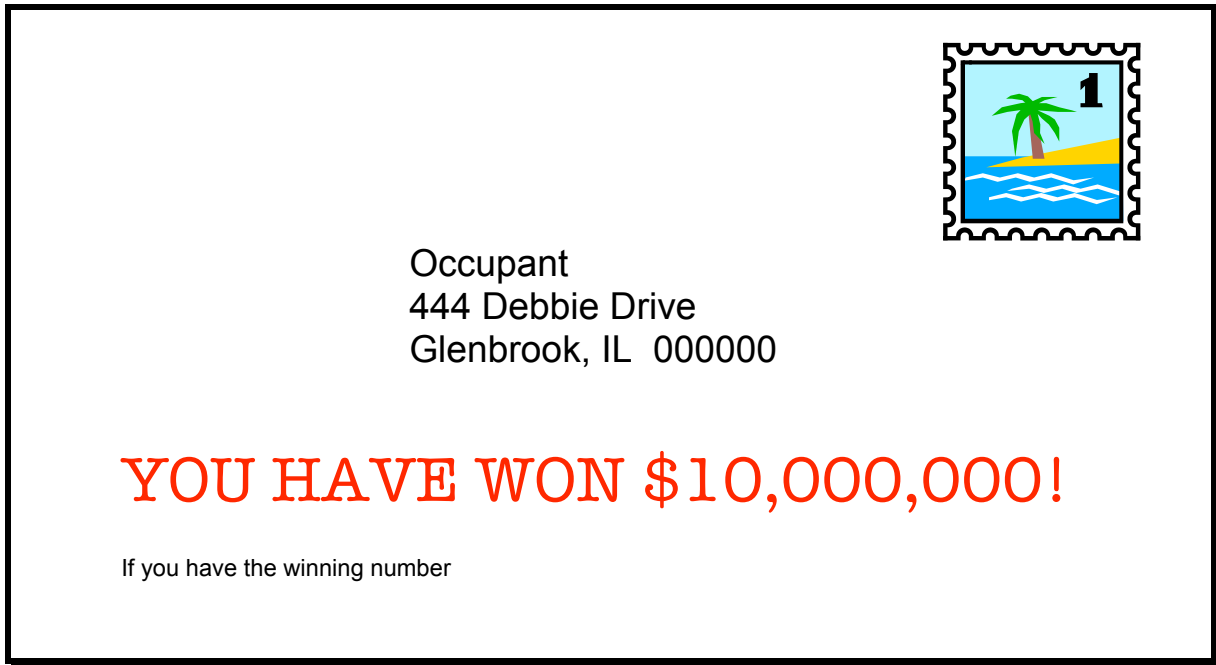 1
Occupant
444 Debbie Drive
Glenbrook, IL  000000
YOU HAVE WON $10,000,000!
If you have the winning number